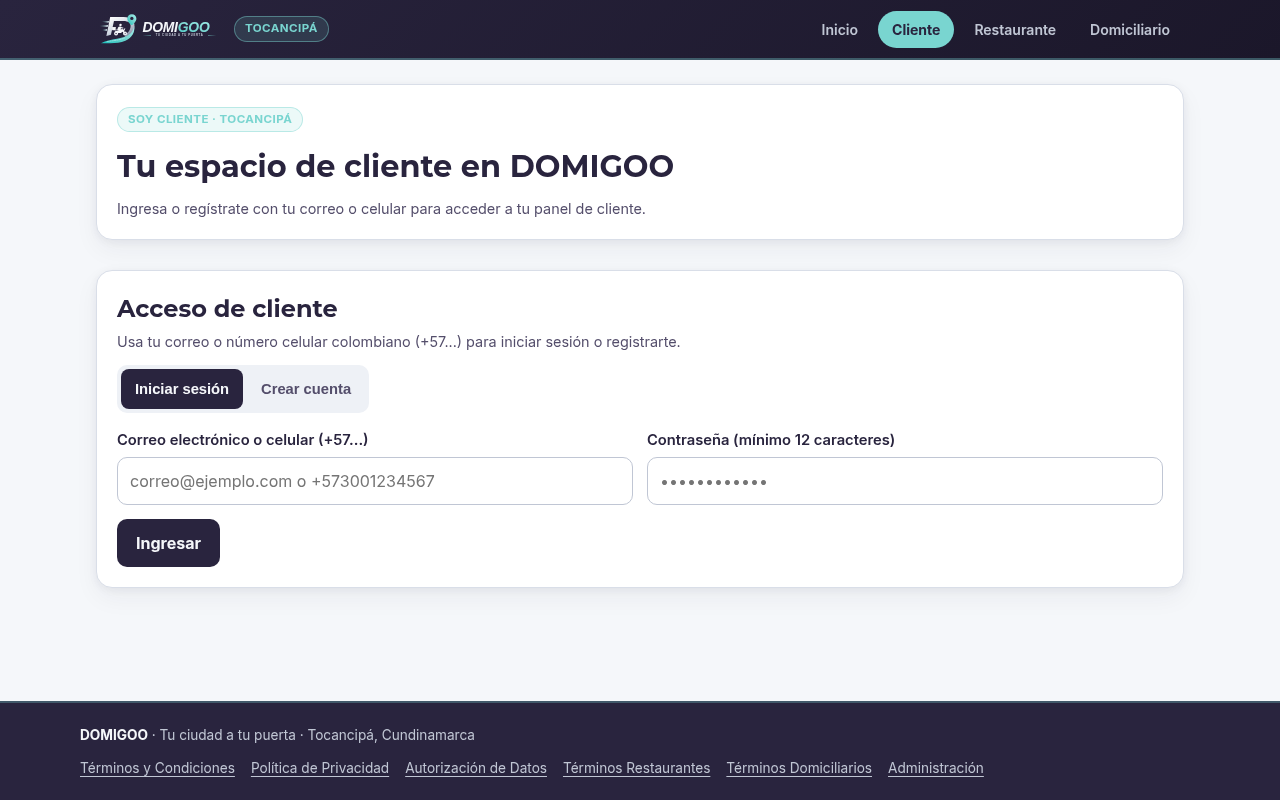 DOMIGOO
TU CIUDAD A TU PUERTA
TOCANCIPÁ
Inicio
Cliente
Restaurante
Domiciliario
SOY CLIENTE · TOCANCIPÁ
Tu espacio de cliente en DOMIGOO
Ingresa o regístrate con tu correo o celular para acceder a tu panel de cliente.
Acceso de cliente
Usa tu correo o número celular colombiano (+57...) para iniciar sesión o registrarte.
Iniciar sesión
Crear cuenta
Correo electrónico o celular (+57...)
Contraseña (mínimo 12 caracteres)
correo@ejemplo.com o +573001234567
••••••••••••
Ingresar
DOMIGOO · Tu ciudad a tu puerta · Tocancipá, Cundinamarca
Términos y Condiciones
Política de Privacidad
Autorización de Datos
Términos Restaurantes
Términos Domiciliarios
Administración